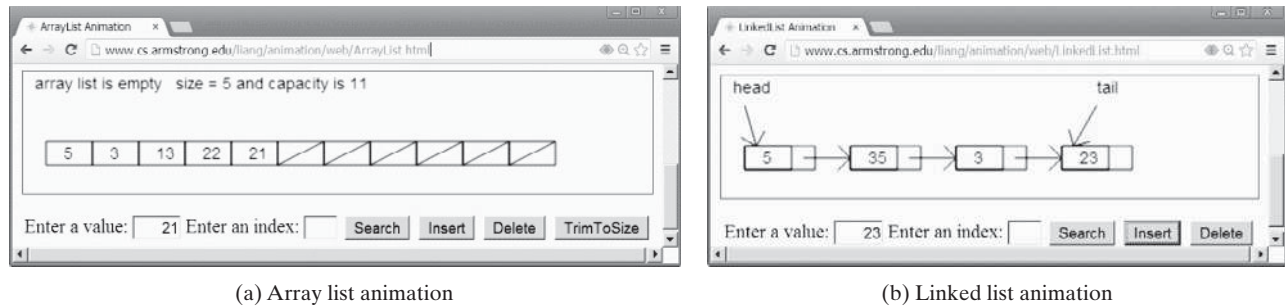 ArrayList Animation ×
www.cs.armstrong.edu/liang/animation/web/ArrayList.html
array list is empty size = 5 and capacity is 11
5 3 13 22 21
Enter a value: 21 Enter an index: Search Insert Delete TrimToSize
(a) Array list animation
LinkedList Animation ×
www.cs.armstrong.edu/liang/animation/web/LinkedList.html
head tail
5 35 3 23
Enter a value: 23 Enter an index: Search Insert Delete
(b) Linked list animation